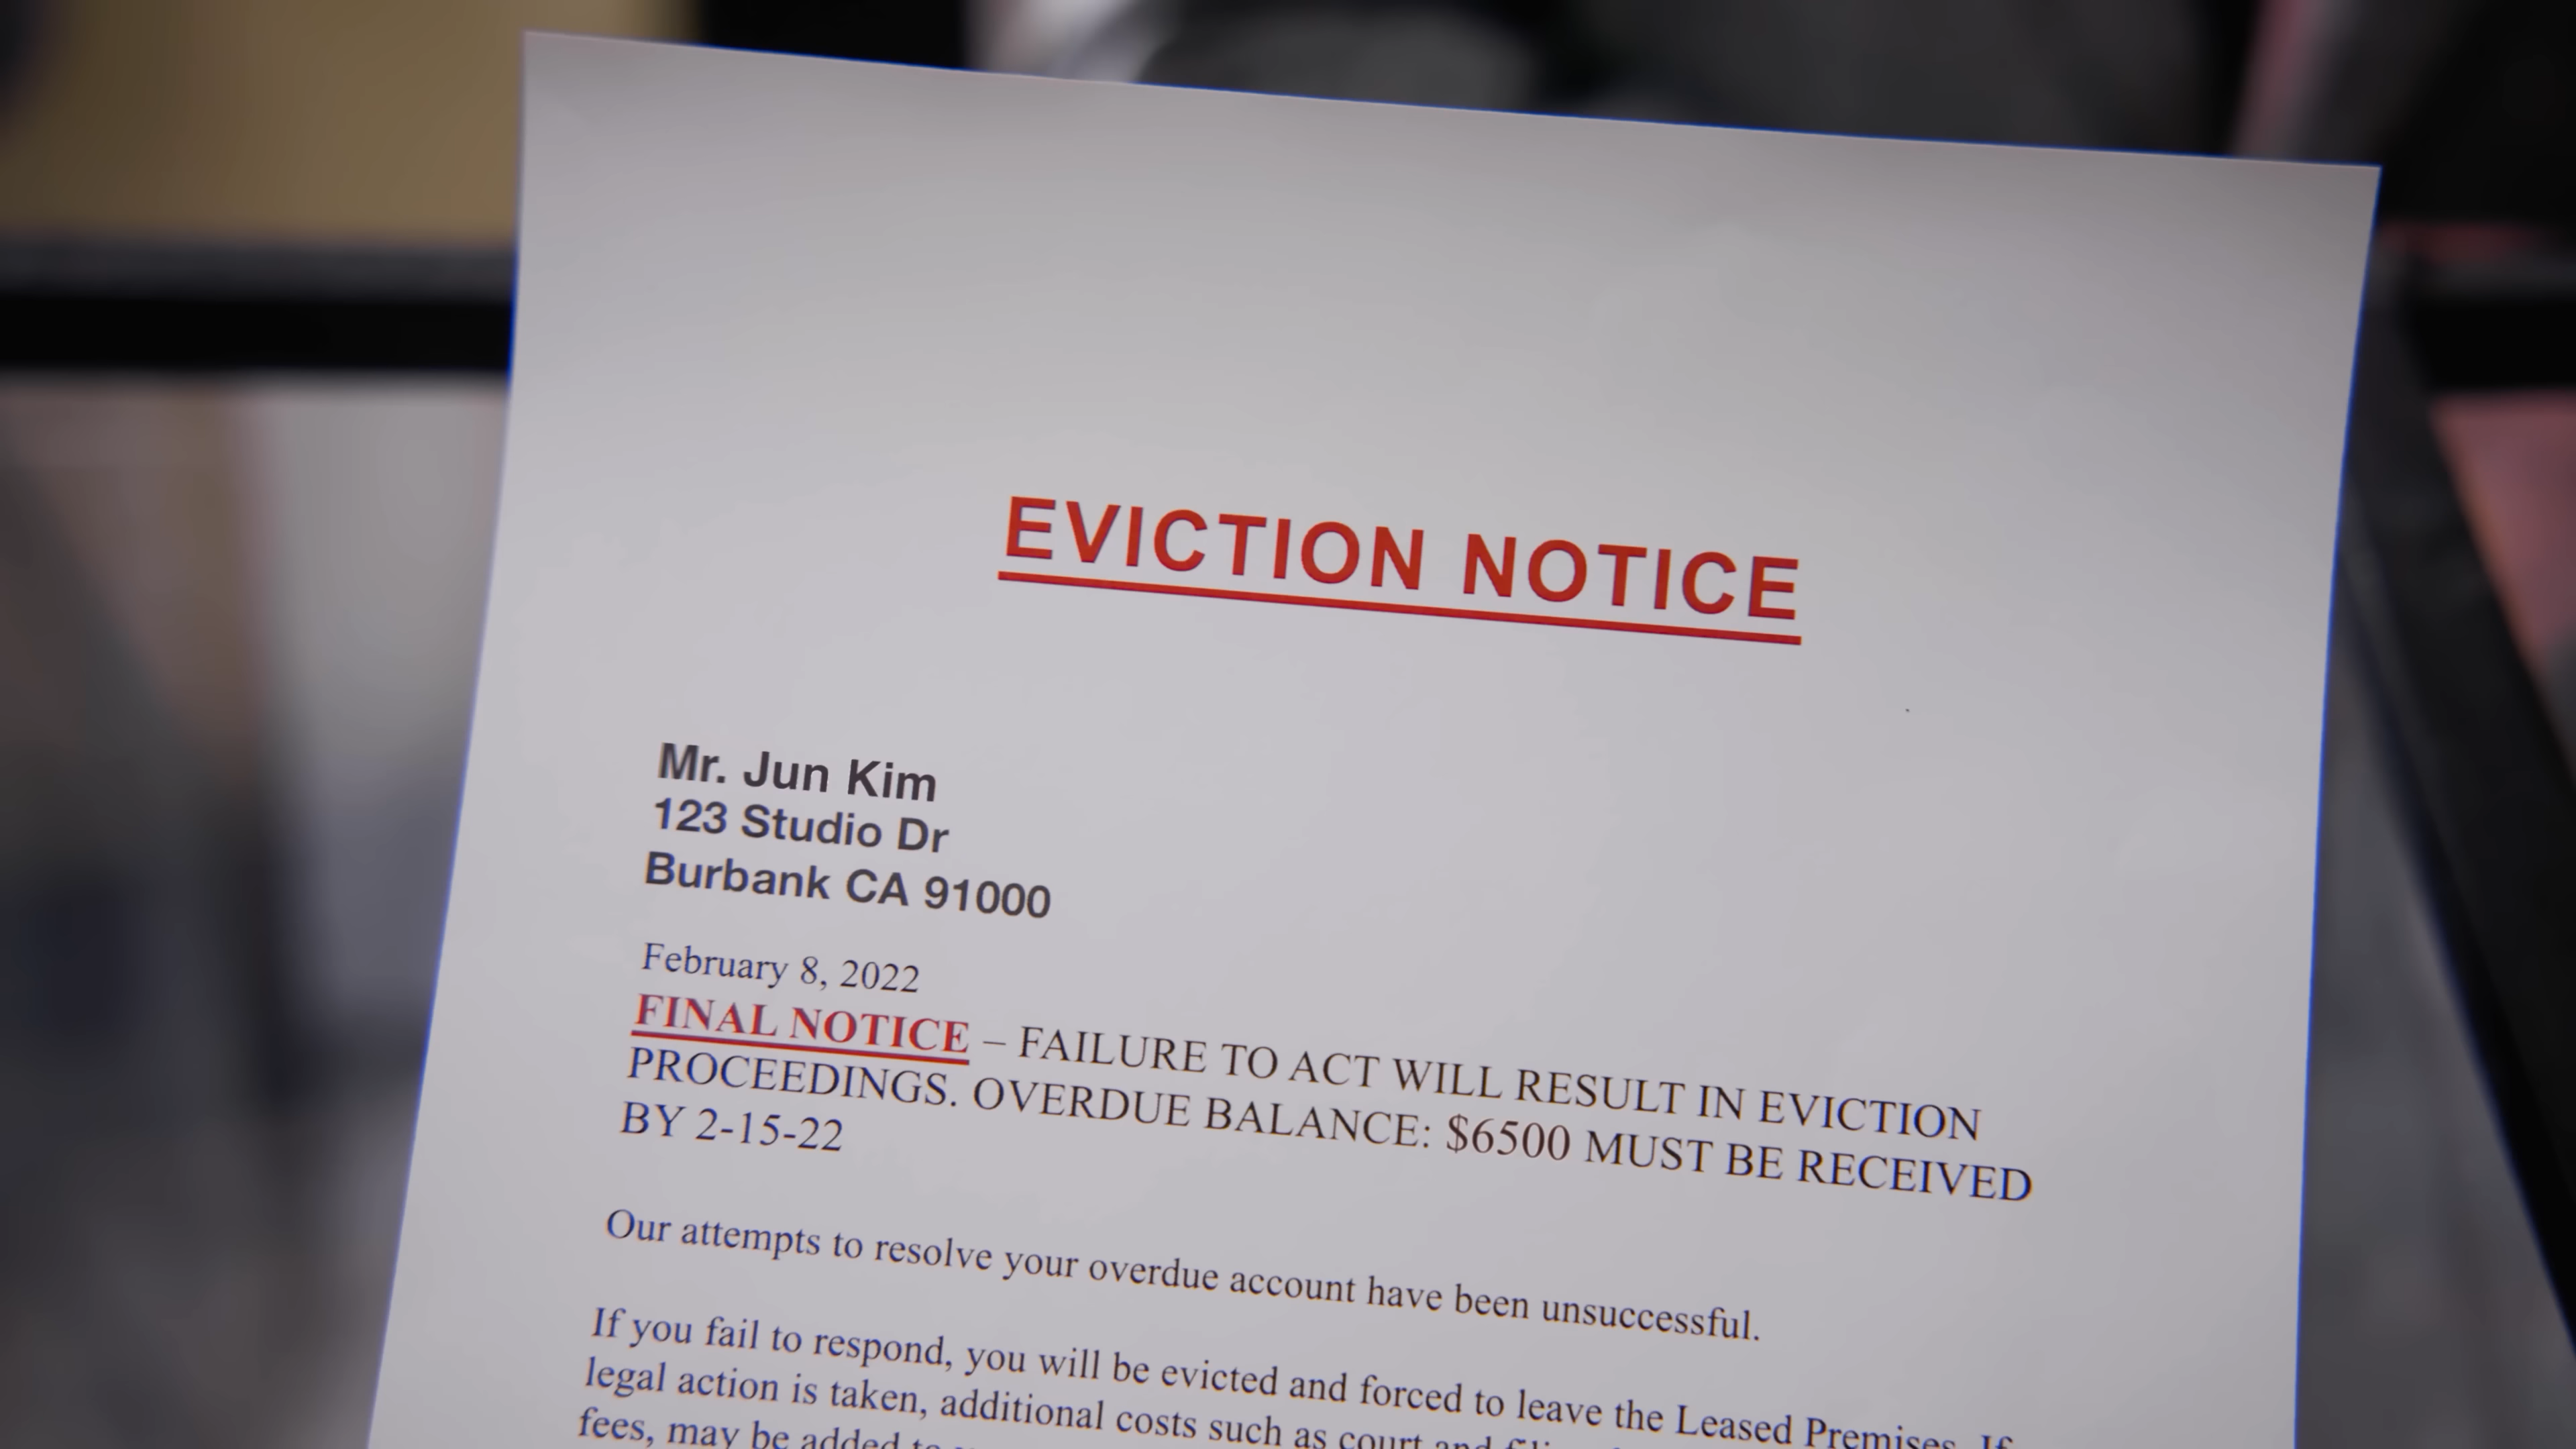 EVICTION NOTICE
Mr. Jun Kim
123 Studio Dr
Burbank CA 91000
February 8, 2022
FINAL NOTICE – FAILURE TO ACT WILL RESULT IN EVICTION
PROCEEDINGS. OVERDUE BALANCE: $6500 MUST BE RECEIVED
BY 2-15-22
Our attempts to resolve your overdue account have been unsuccessful.
If you fail to respond, you will be evicted and forced to leave the Leased Premises. If
legal action is taken, additional costs such as court and
fees, may be added to